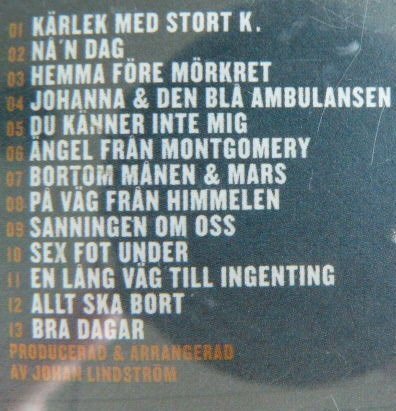 01 KÄRLEK MED STORT K.
02 NÅ'N DAG
03 HEMMA FÖRE MÖRKRET
04 JOHANNA & DEN BLÅ AMBULANSEN
05 DU KÄNNER INTE MIG
06 ÄNGEL FRÅN MONTGOMERY
07 BORTOM MÅNEN & MARS
08 PÅ VÄG FRÅN HIMMELEN
09 SANNINGEN OM OSS
10 SEX FOT UNDER
11 EN LÅNG VÄG TILL INGENTING
12 ALLT SKA BORT
13 BRA DAGAR
PRODUCERAD & ARRANGERAD
AV JOHAN LINDSTRÖM